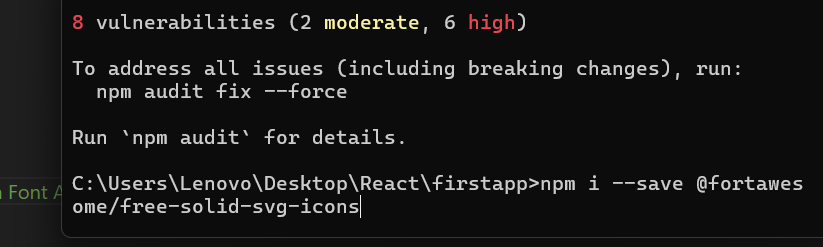 8 vulnerabilities (2 moderate, 6 high)
To address all issues (including breaking changes), run:
  npm audit fix --force
Run `npm audit` for details.
n Font A
C:\Users\Lenovo\Desktop\React\firstapp>npm i --save @fortawes
ome/free-solid-svg-icons